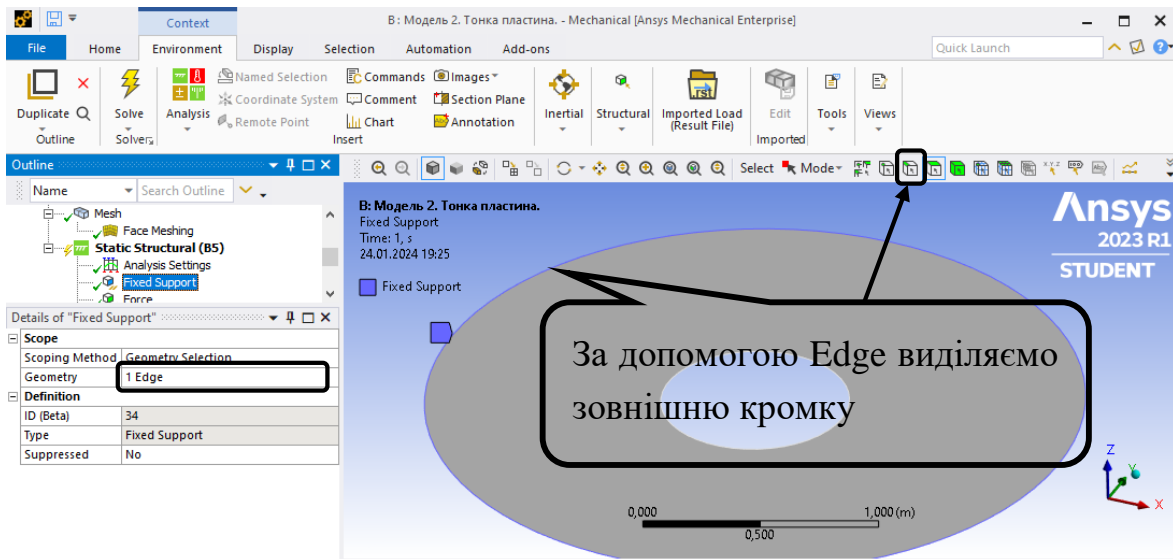 Context
B : Модель 2. Тонка пластина. - Mechanical [Ansys Mechanical Enterprise]
File Home Environment Display Selection Automation Add-ons Quick Launch
Duplicate
Outline
Solve
Solver
Analysis
Named Selection
Coordinate System
Remote Point
Commands
Comment
Chart
Images
Section Plane
Annotation
Insert
Inertial
Structural
Imported Load
(Result File)
Edit
Imported
Tools
Views
Outline
Name Search Outline
Mesh
Face Meshing
Static Structural (B5)
Analysis Settings
Fixed Support
Force
Details of "Fixed Support"
Scope
Scoping Method Geometry Selection
Geometry 1 Edge
Definition
ID (Beta) 34
Type Fixed Support
Suppressed No
Select Mode
B: Модель 2. Тонка пластина.
Fixed Support
Time: 1, s
24.01.2024 19:25
Fixed Support
Ansys
2023 R1
STUDENT
За допомогою Edge виділяємо
зовнішню кромку
0,000 1,000 (m)
0,500
Z
Y
X